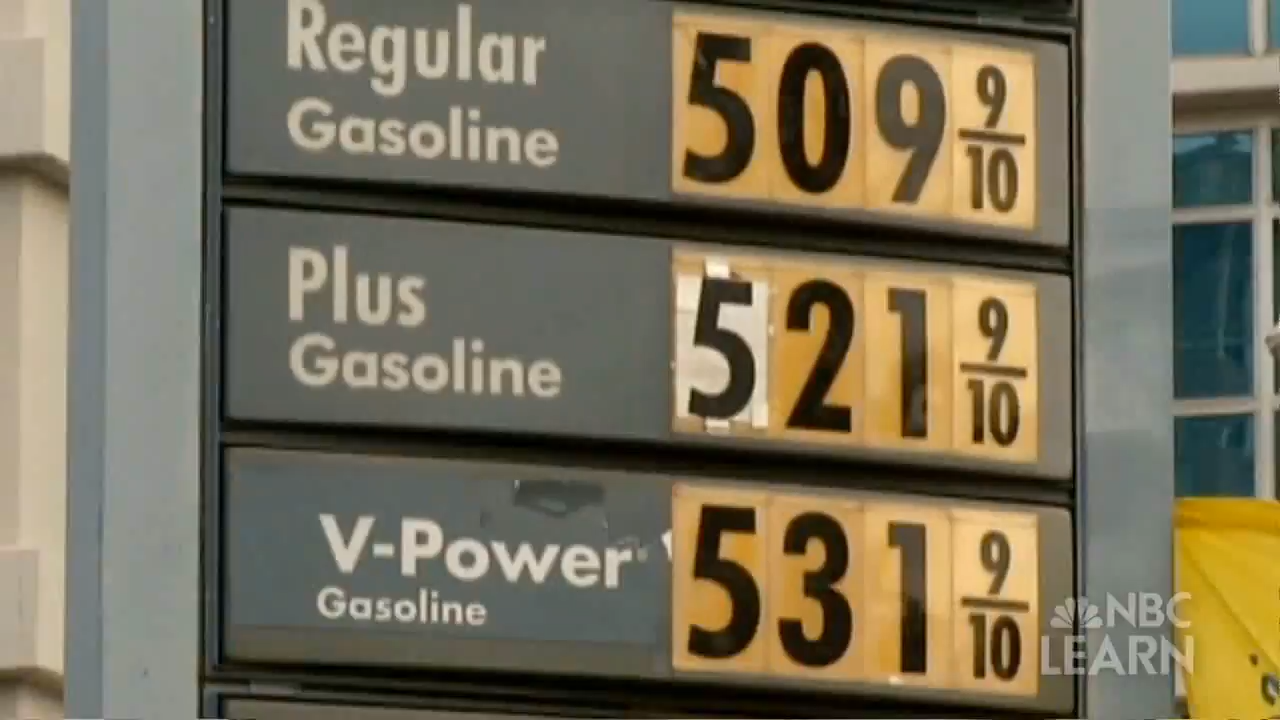 Regular
Gasoline
509 9/10
Plus
Gasoline
521 9/10
V-Power
Gasoline
531 9/10
NBC
LEARN